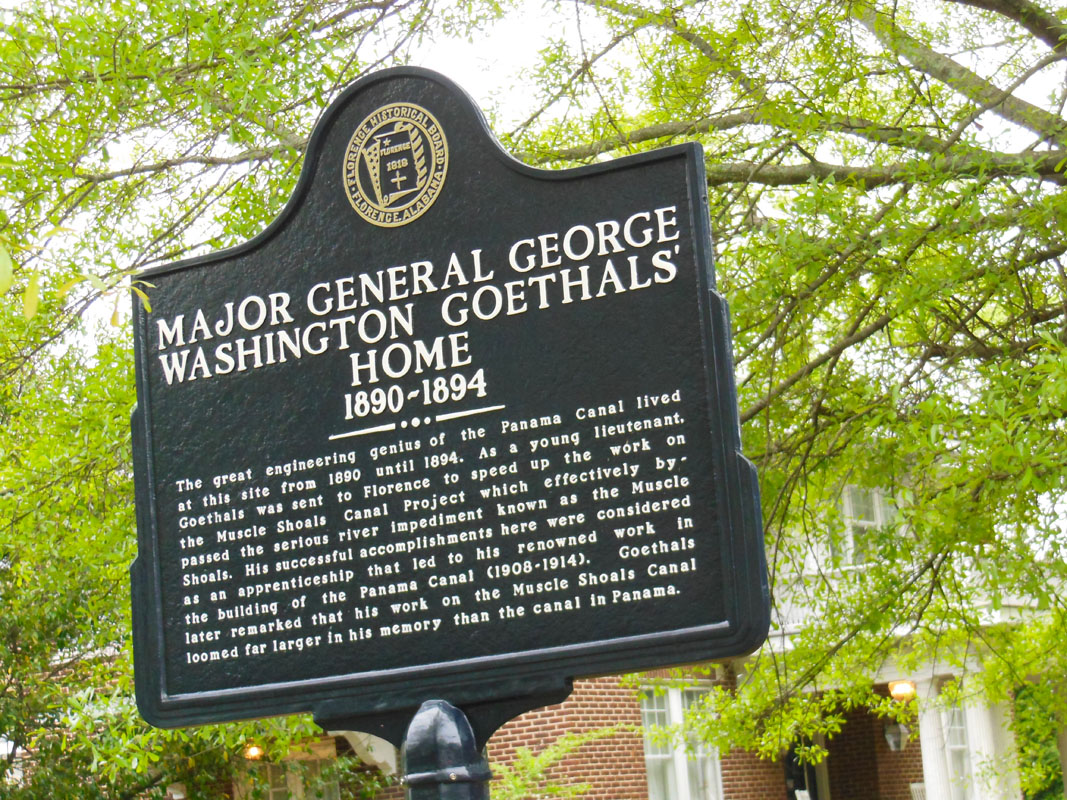 FLORENCE HISTORICAL BOARD
FLORENCE
1818
FLORENCE, ALABAMA
MAJOR GENERAL GEORGE
WASHINGTON GOETHALS'
HOME
1890~1894
The great engineering genius of the Panama Canal lived
at this site from 1890 until 1894. As a young lieutenant,
Goethals was sent to Florence to speed up the work on
the Muscle Shoals Canal Project which effectively by-
passed the serious river impediment known as the Muscle
Shoals. His successful accomplishments here were considered
as an apprenticeship that led to his renowned work in
the building of the Panama Canal (1908-1914). Goethals
later remarked that his work on the Muscle Shoals Canal
loomed far larger in his memory than the canal in Panama.